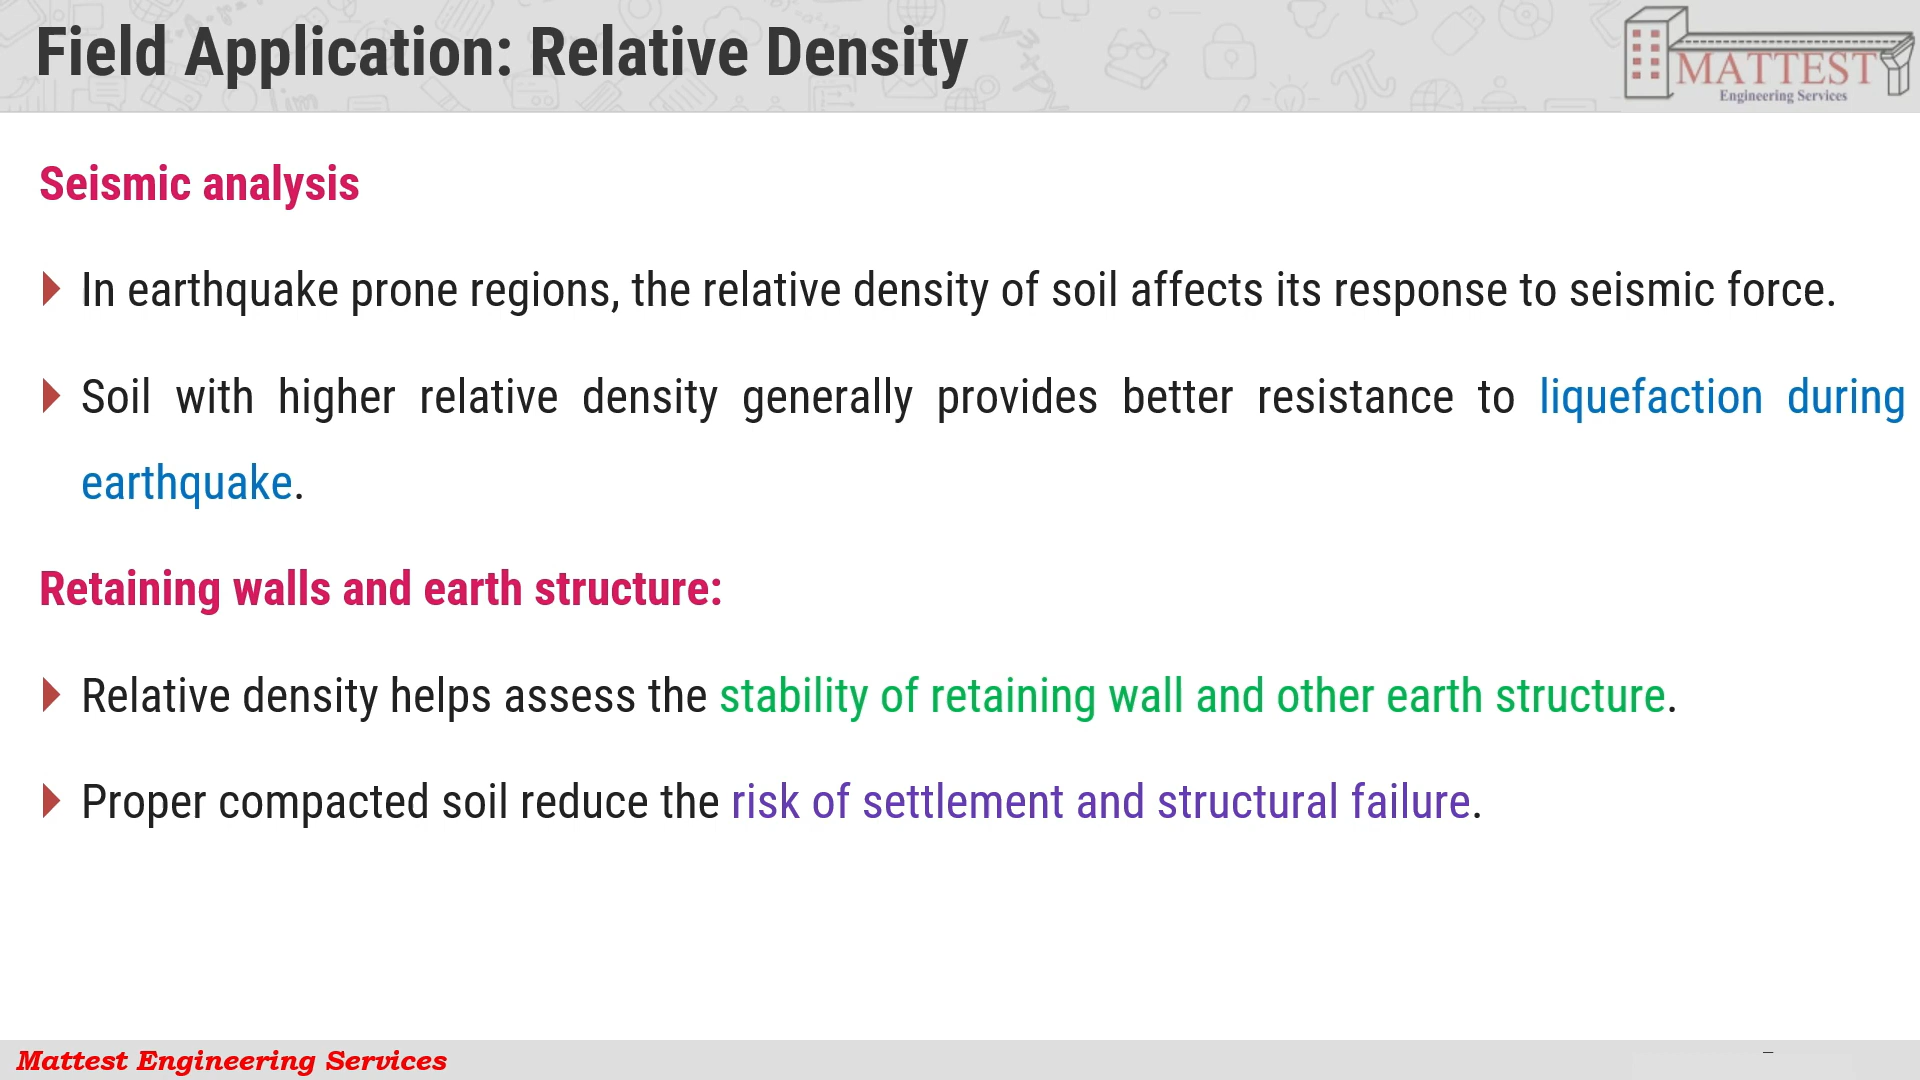 Field Application: Relative Density
MATTEST
Engineering Services
Seismic analysis
In earthquake prone regions, the relative density of soil affects its response to seismic force.
Soil with higher relative density generally provides better resistance to liquefaction during
earthquake.
Retaining walls and earth structure:
Relative density helps assess the stability of retaining wall and other earth structure.
Proper compacted soil reduce the risk of settlement and structural failure.
Mattest Engineering Services